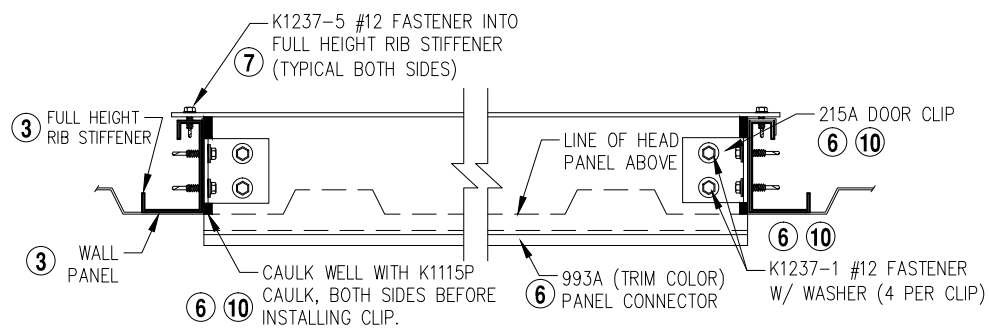 K1237-5 #12 FASTENER INTO
FULL HEIGHT RIB STIFFENER
7 (TYPICAL BOTH SIDES)
3 FULL HEIGHT
RIB STIFFENER
LINE OF HEAD
PANEL ABOVE
215A DOOR CLIP
6 10
3 WALL
PANEL
CAULK WELL WITH K1115P
6 10 CAULK, BOTH SIDES BEFORE
INSTALLING CLIP.
6 993A (TRIM COLOR)
PANEL CONNECTOR
6 10
K1237-1 #12 FASTENER
W/ WASHER (4 PER CLIP)